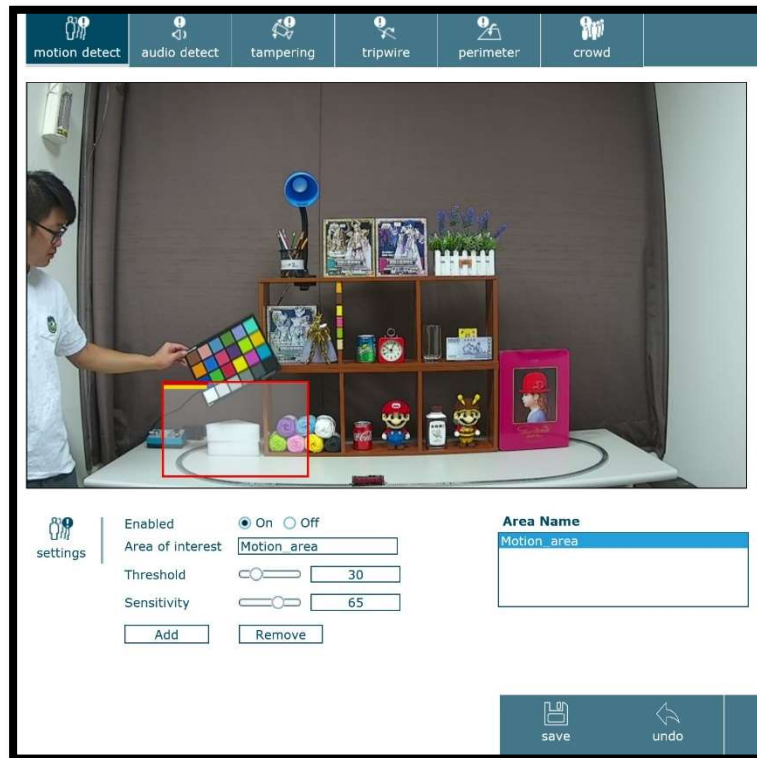 motion detect audio detect tampering tripwire perimeter crowd
settings
Enabled On Off
Area of interest Motion_area
Threshold 30
Sensitivity 65
Add Remove
Area Name
Motion_area
save undo